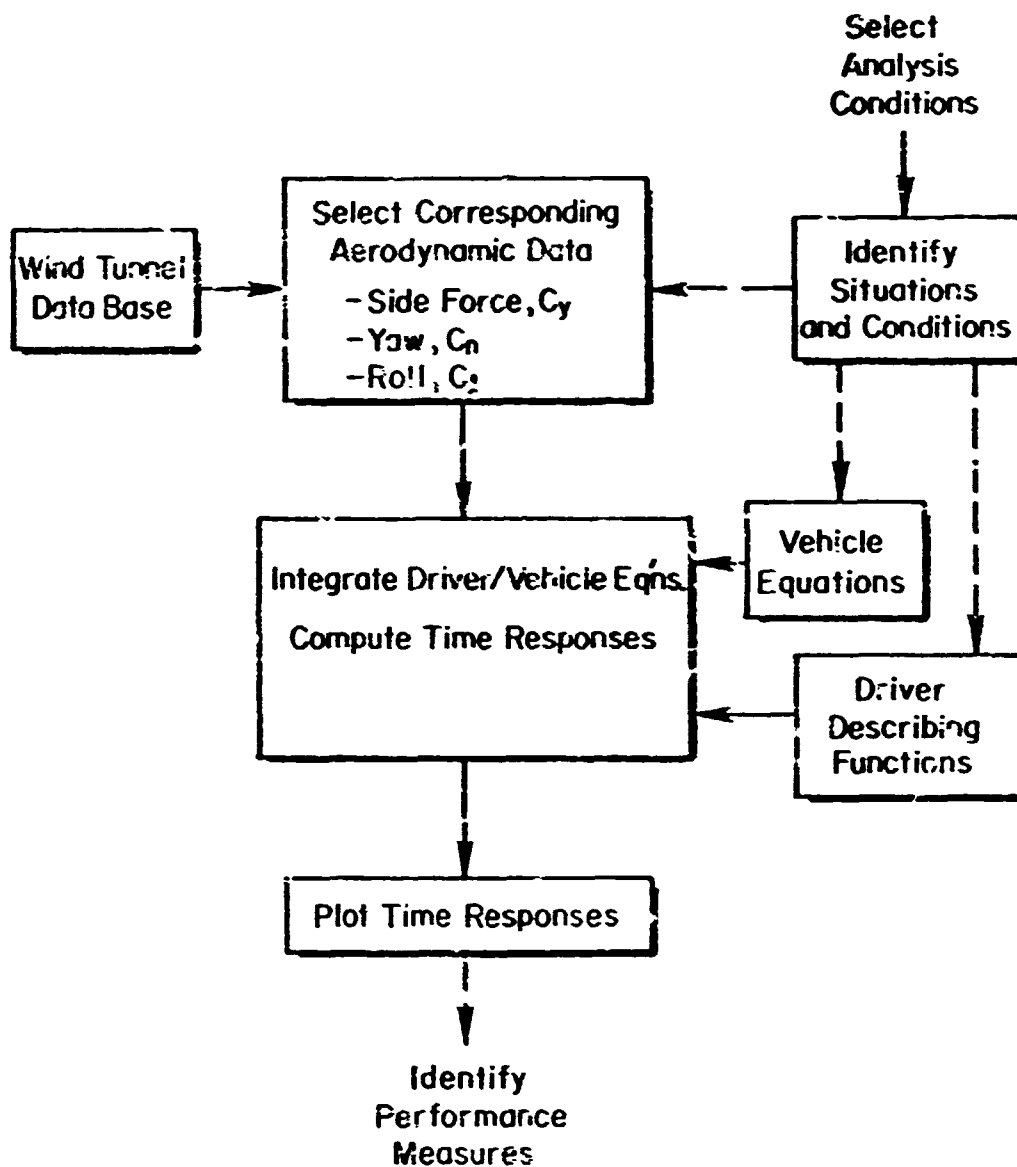 Select
Analysis
Conditions
Select Corresponding
Aerodynamic Data
- Side Force, Cy
- Yaw, Cn
- Roll, C
Wind Tunnel
Data Base
Identify
Situations
and Conditions
Integrate Driver/Vehicle Eq'ns.
Compute Time Responses
Vehicle
Equations
Driver
Describing
Functions
Plot Time Responses
Identify
Performance
Measures